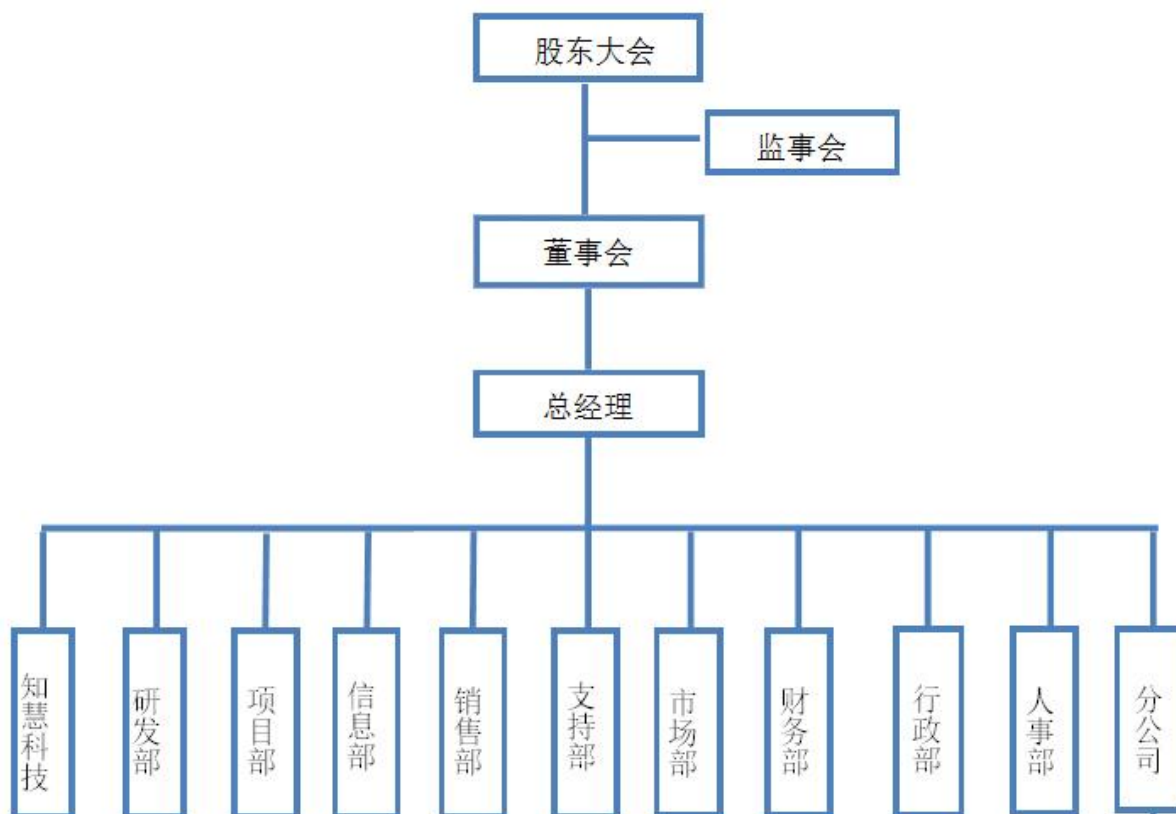 股东大会
监事会
董事会
总经理
知慧科技
研发部
项目部
信息部
销售部
支持部
市场部
财务部
行政部
人事部
分公司